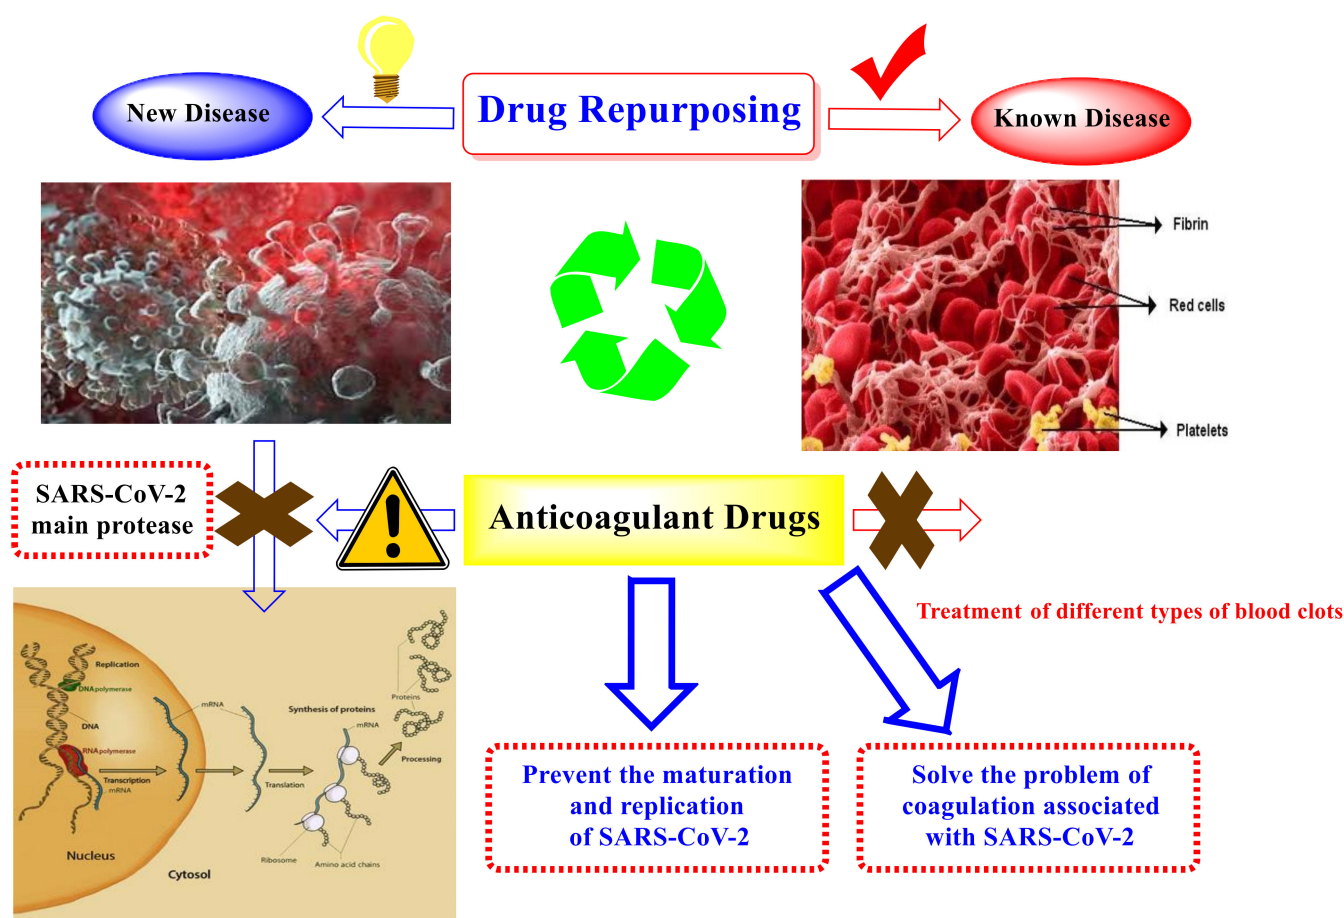 New Disease
Drug Repurposing
Known Disease
Fibrin
Red cells
Platelets
SARS-CoV-2
main protease
Anticoagulant Drugs
Treatment of different types of blood clots
Replication
DNA polymerase
DNA
RNA polymerase
Transcription
mRNA
mRNA
Translation
Synthesis of proteins
mRNA
Proteins
Processing
Ribosome
Amino acid chains
Nucleus
Cytosol
Prevent the maturation
and replication
of SARS-CoV-2
Solve the problem of
coagulation associated
with SARS-CoV-2